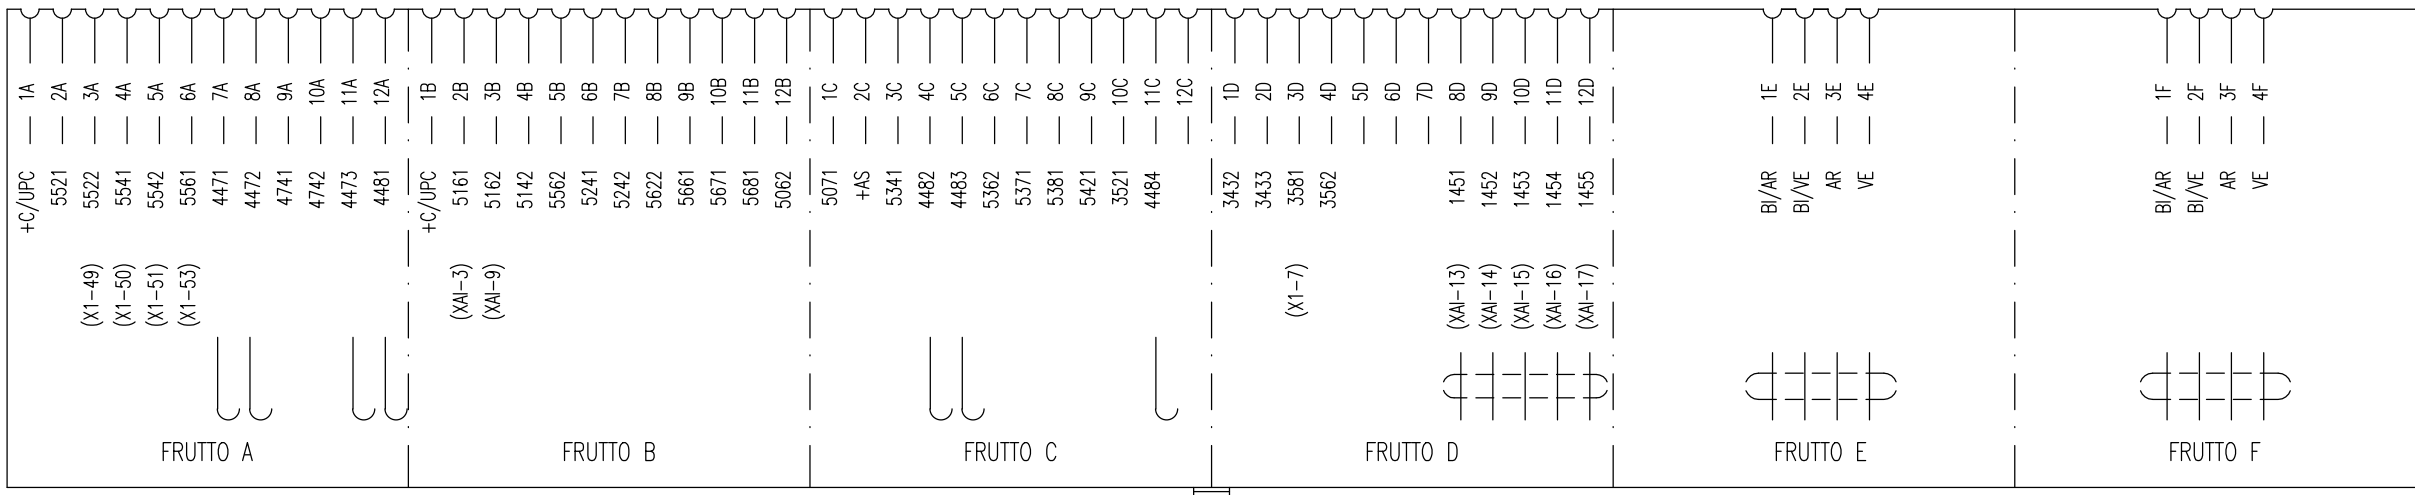 1A 2A 3A 4A 5A 6A 7A 8A 9A 10A 11A 12A 1B 2B 3B 4B 5B 6B 7B 8B 9B 10B 11B 12B 1C 2C 3C 4C 5C 6C 7C 8C 9C 10C 11C 12C 1D 2D 3D 4D 5D 6D 7D 8D 9D 10D 11D 12D 1E 2E 3E 4E 1F 2F 3F 4F
+C/UPC 5521 5522 5541 5542 5561 4471 4472 4741 4742 4473 4481 +C/UPC 5161 5162 5142 5562 5241 5242 5622 5661 5671 5681 5062 5071 +AS 5341 4482 4483 5362 5371 5381 5421 3521 4484 3432 3433 3581 3562 1451 1452 1453 1454 1455 BI/AR BI/VE AR VE BI/AR BI/VE AR VE
(X1-49) (X1-50) (X1-51) (X1-53) (XAI-3) (XAI-9) (X1-7) (XAI-13) (XAI-14) (XAI-15) (XAI-16) (XAI-17)
FRUTTO A FRUTTO B FRUTTO C FRUTTO D FRUTTO E FRUTTO F